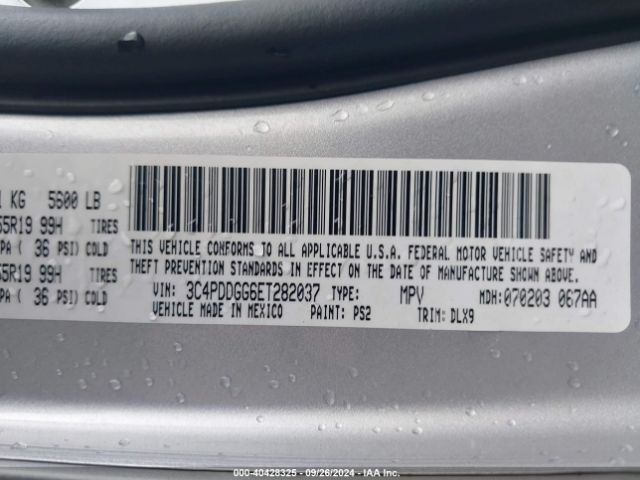 KG 5600 LB
55R19 99H TIRES
PA ( 36 PSI) COLD
55R19 99H TIRES
PA ( 36 PSI) COLD
THIS VEHICLE CONFORMS TO ALL APPLICABLE U.S.A. FEDERAL MOTOR VEHICLE SAFETY AND
THEFT PREVENTION STANDARDS IN EFFECT ON THE DATE OF MANUFACTURE SHOWN ABOVE.
VIN: 3C4PDDGG6ET282037 TYPE: MPV MDH: 070203 067AA
VEHICLE MADE IN MEXICO PAINT: PS2 TRIM: DLX9
000-40428325 - 09/26/2024 - IAA Inc.